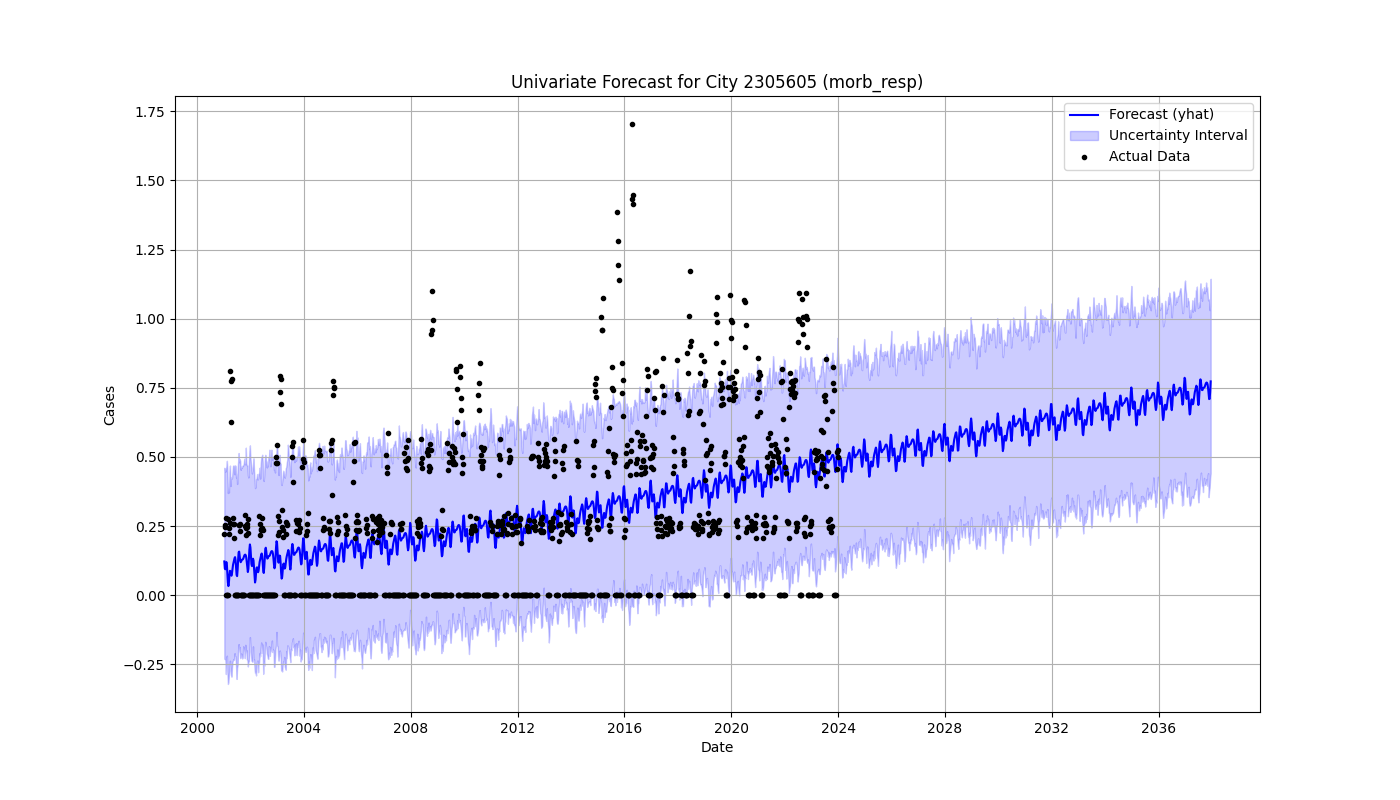 Univariate Forecast for City 2305605 (morb_resp)
Forecast (yhat)
Uncertainty Interval
Actual Data
Cases
1.75
1.50
1.25
1.00
0.75
0.50
0.25
0.00
−0.25
2000 2004 2008 2012 2016 2020 2024 2028 2032 2036
Date